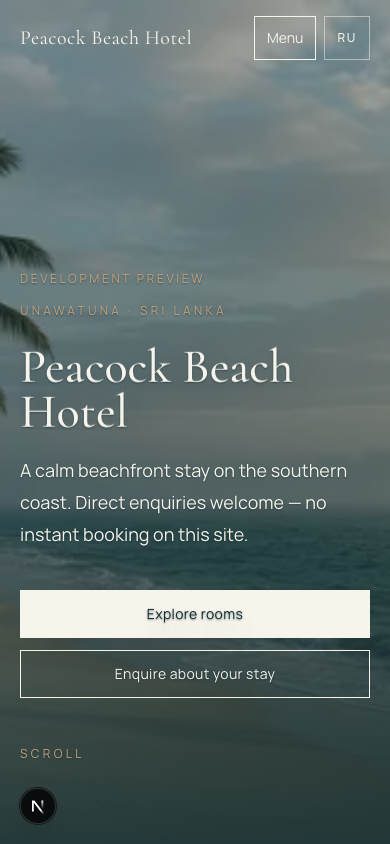 Peacock Beach Hotel
Menu
RU
DEVELOPMENT PREVIEW
UNAWATUNA · SRI LANKA
Peacock Beach
Hotel
A calm beachfront stay on the southern
coast. Direct enquiries welcome — no
instant booking on this site.
Explore rooms
Enquire about your stay
SCROLL
N